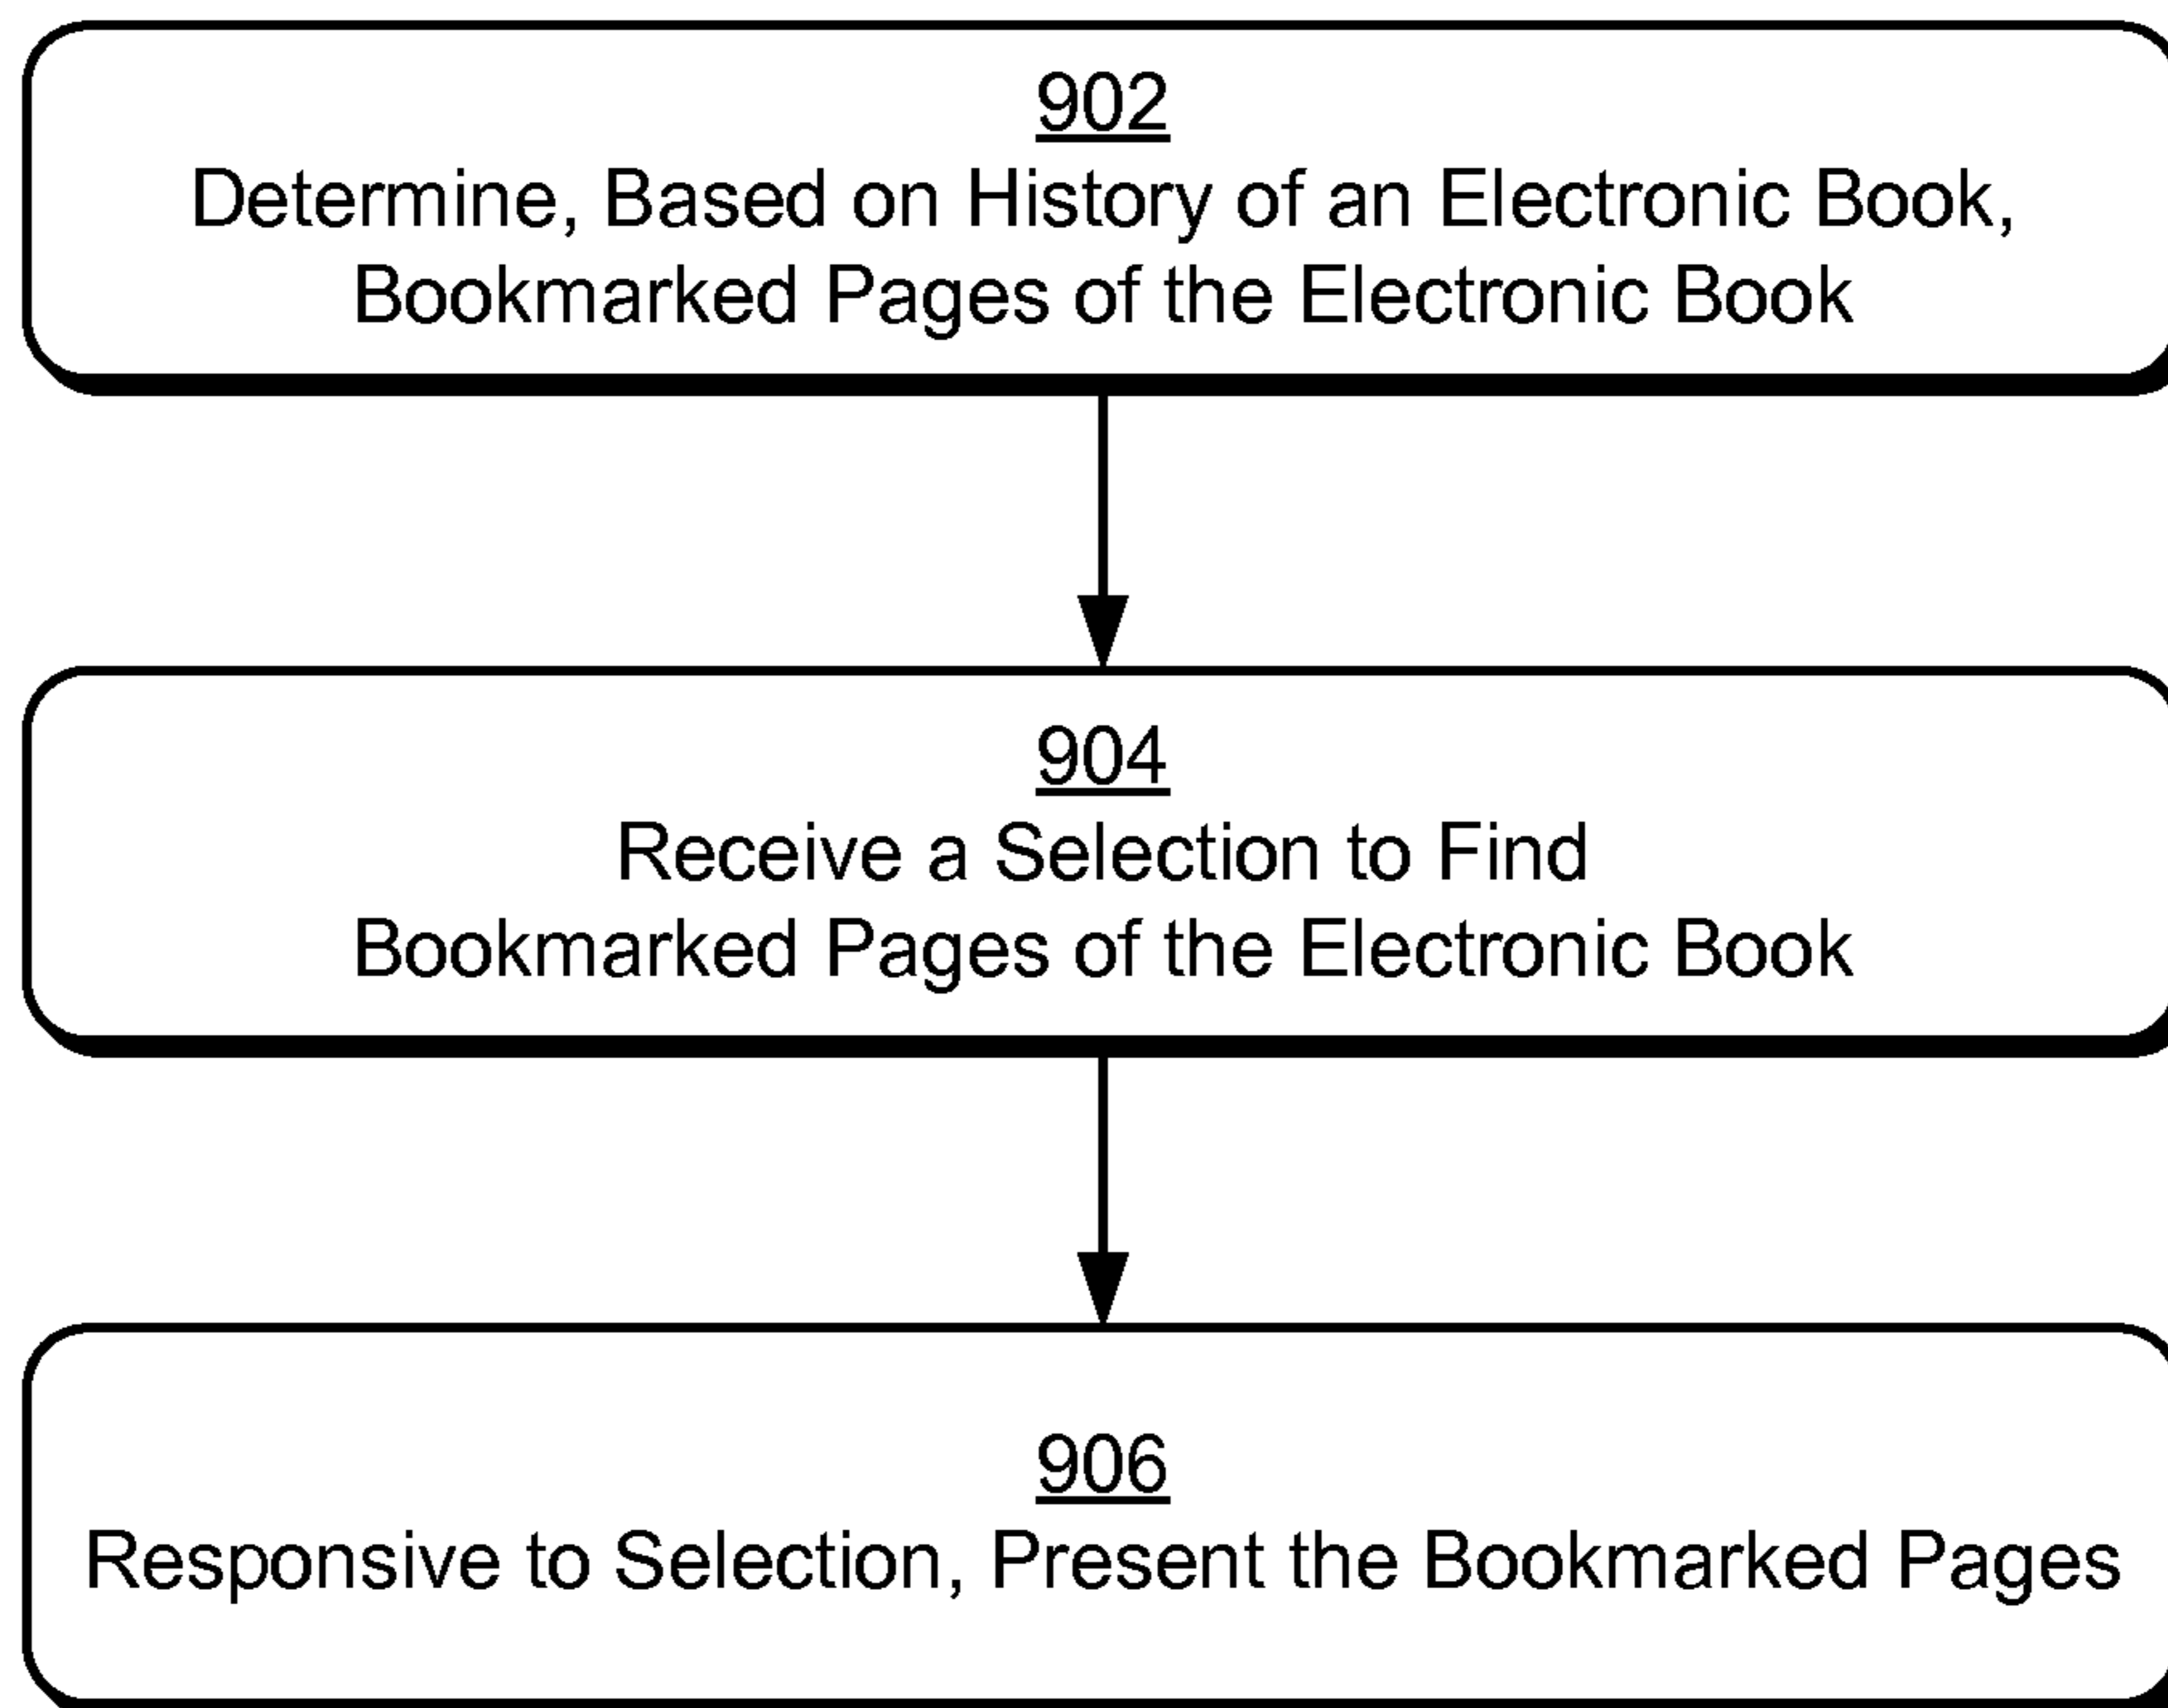 902
Determine, Based on History of an Electronic Book,
Bookmarked Pages of the Electronic Book
904
Receive a Selection to Find
Bookmarked Pages of the Electronic Book
906
Responsive to Selection, Present the Bookmarked Pages